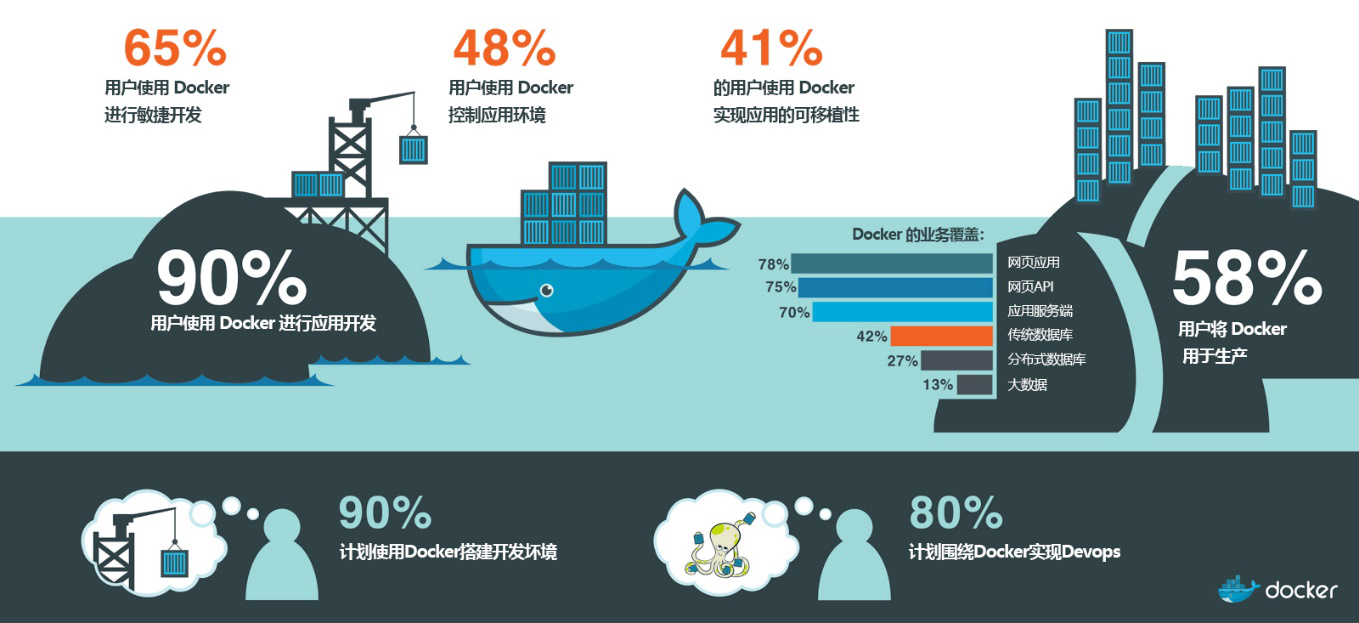 65%
用户使用 Docker
进行敏捷开发
48%
用户使用 Docker
控制应用环境
41%
的用户使用 Docker
实现应用的可移植性
90%
用户使用 Docker 进行应用开发
Docker 的业务覆盖：
78% 网页应用
75% 网页API
70% 应用服务端
42% 传统数据库
27% 分布式数据库
13% 大数据
58%
用户将 Docker
用于生产
90%
计划使用Docker搭建开发坏境
80%
计划围绕Docker实现Devops
docker